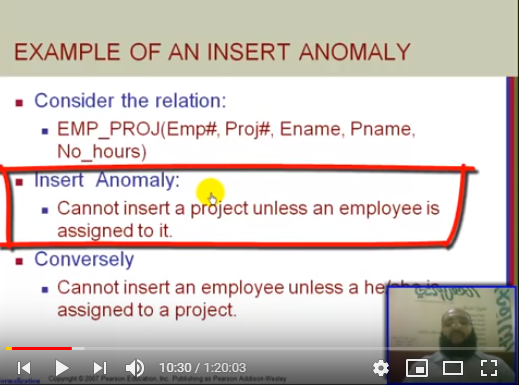 EXAMPLE OF AN INSERT ANOMALY
Consider the relation:
EMP_PROJ(Emp#, Proj#, Ename, Pname,
No_hours)
Insert Anomaly:
Cannot insert a project unless an employee is
assigned to it.
Conversely
Cannot insert an employee unless a he/she is
assigned to a project.
10:30 / 1:20:03
Copyright © 2007 Pearson Education, Inc. Publishing as Pearson Addison-Wesley